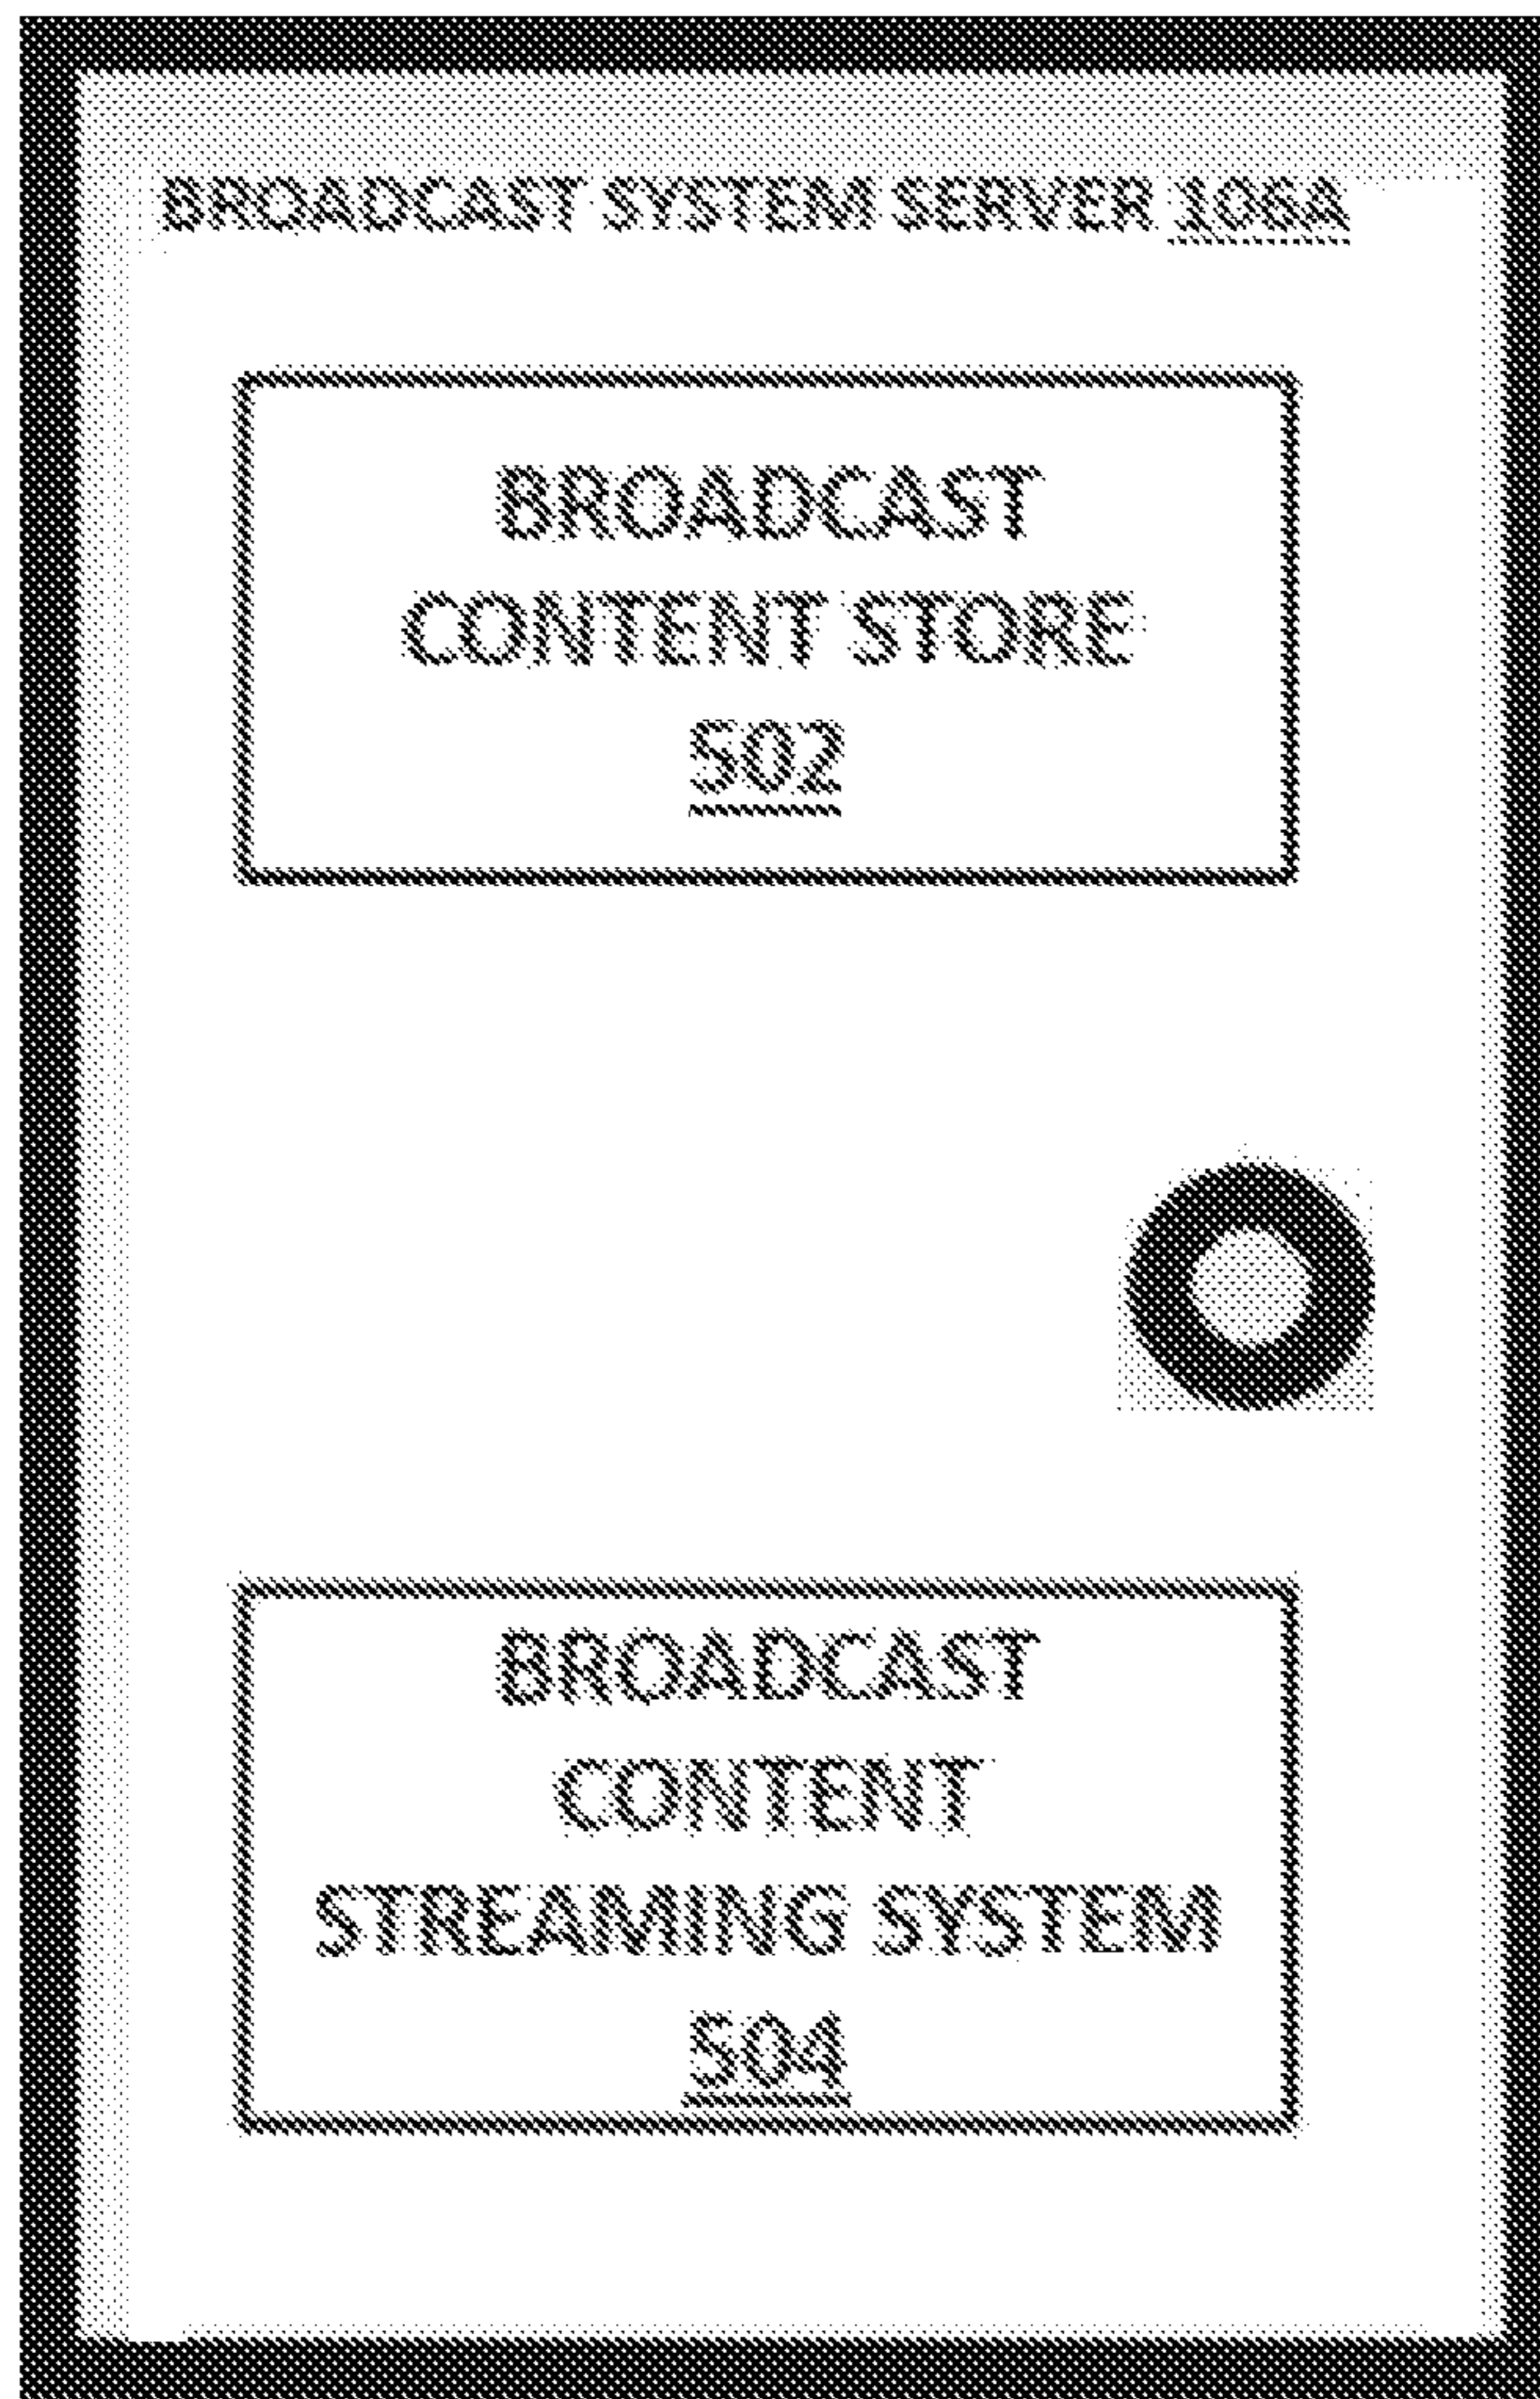 BROADCAST SYSTEM SERVER 106A
BROADCAST
CONTENT STORE
502
BROADCAST
CONTENT
STREAMING SYSTEM
504